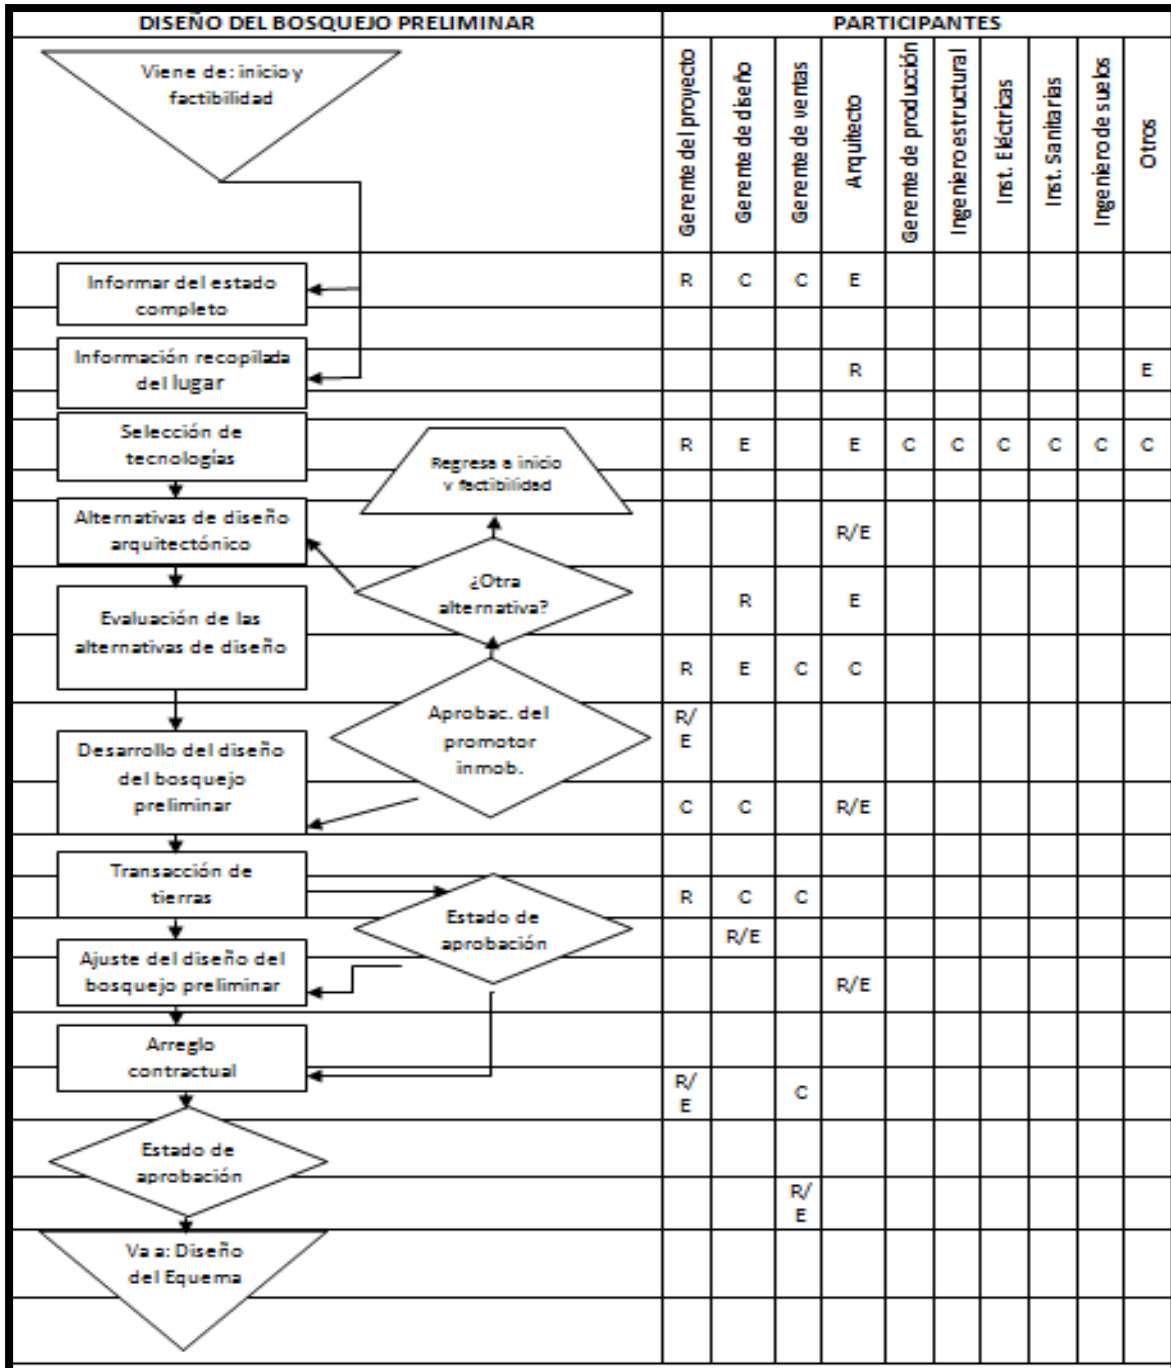 DISEÑO DEL BOSQUEJO PRELIMINAR
PARTICIPANTES
Viene de: inicio y
factibilidad
Gerente del proyecto
Gerente de diseño
Gerente de ventas
Arquitecto
Gerente de producción
Ingeniero estructural
Inst. Eléctricas
Inst. Sanitarias
Ingeniero de suelos
Otros
Informar del estado
completo
R C C E
Información recopilada
del lugar
R E
Selección de
tecnologías
R E E C C C C C C
Regresa a inicio
y factibilidad
Alternativas de diseño
arquitectónico
R/E
¿Otra
alternativa?
R E
Evaluación de las
alternativas de diseño
R E C C
Aprobac. del
promotor
inmob.
R/
E
Desarrollo del diseño
del bosquejo
preliminar
C C R/E
Transacción de
tierras
R C C
Estado de
aprobación
R/E
Ajuste del diseño del
bosquejo preliminar
R/E
Arreglo
contractual
R/
E
C
Estado de
aprobación
R/
E
Va a: Diseño
del Equema